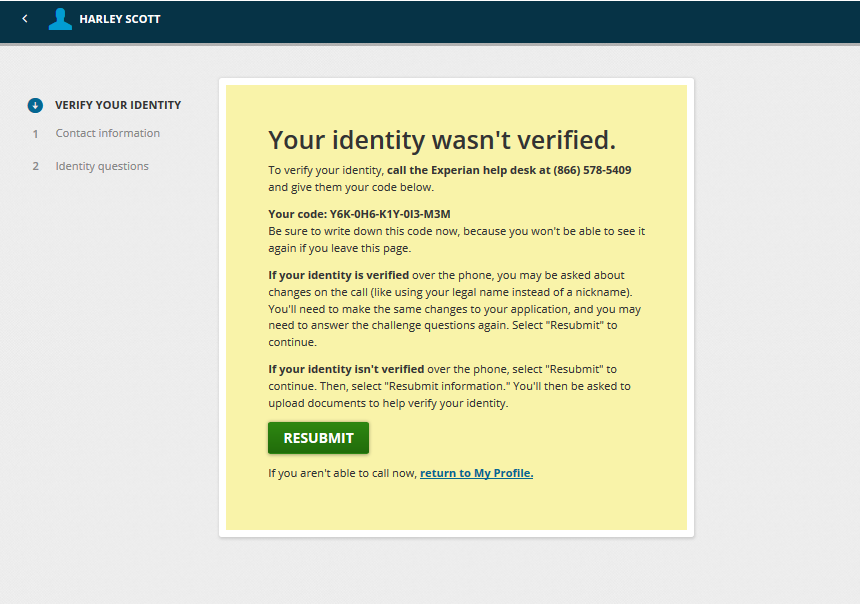 HARLEY SCOTT
VERIFY YOUR IDENTITY
1 Contact information
2 Identity questions
Your identity wasn't verified.
To verify your identity, call the Experian help desk at (866) 578-5409
and give them your code below.
Your code: Y6K-0H6-K1Y-0I3-M3M
Be sure to write down this code now, because you won't be able to see it
again if you leave this page.
If your identity is verified over the phone, you may be asked about
changes on the call (like using your legal name instead of a nickname).
You'll need to make the same changes to your application, and you may
need to answer the challenge questions again. Select "Resubmit" to
continue.
If your identity isn't verified over the phone, select "Resubmit" to
continue. Then, select "Resubmit information." You'll then be asked to
upload documents to help verify your identity.
RESUBMIT
If you aren't able to call now, return to My Profile.